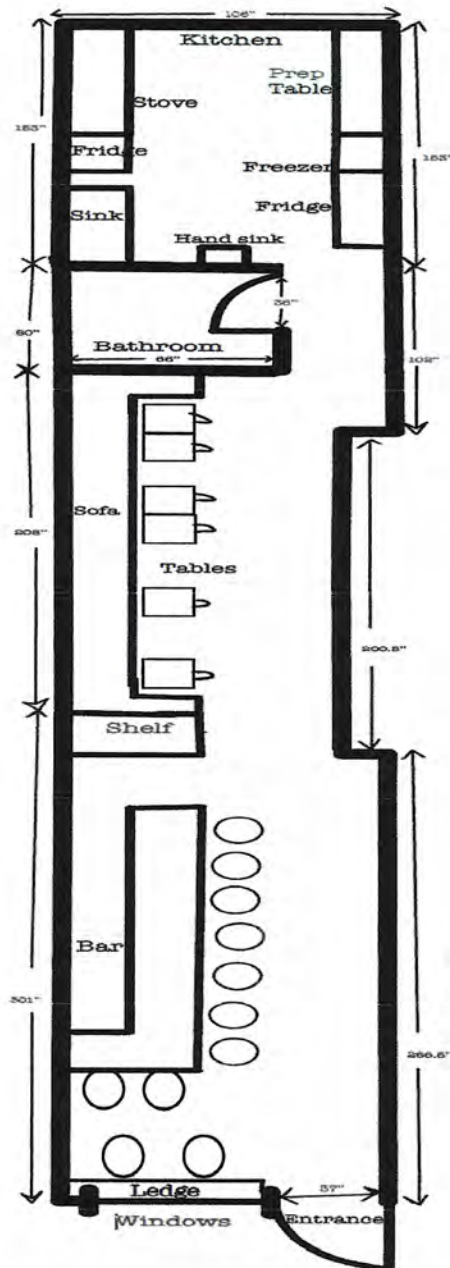 106"
Kitchen
Prep
Table
Stove
153"
153"
Fridge
Freezer
Fridge
Sink
Hand sink
36"
60"
Bathroom
66"
102"
Sofa
208"
Tables
200.5"
Shelf
Bar
301"
266.5"
Ledge
37"
Windows
Entrance